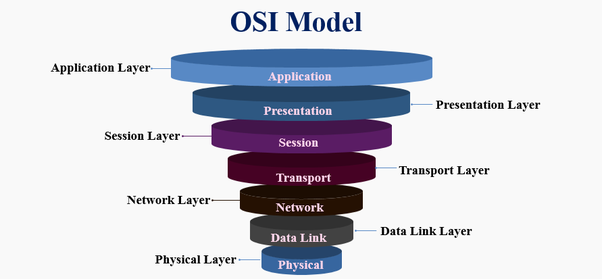 OSI Model
Application Layer
Application
Presentation
Presentation Layer
Session Layer
Session
Transport
Transport Layer
Network Layer
Network
Data Link
Data Link Layer
Physical Layer
Physical